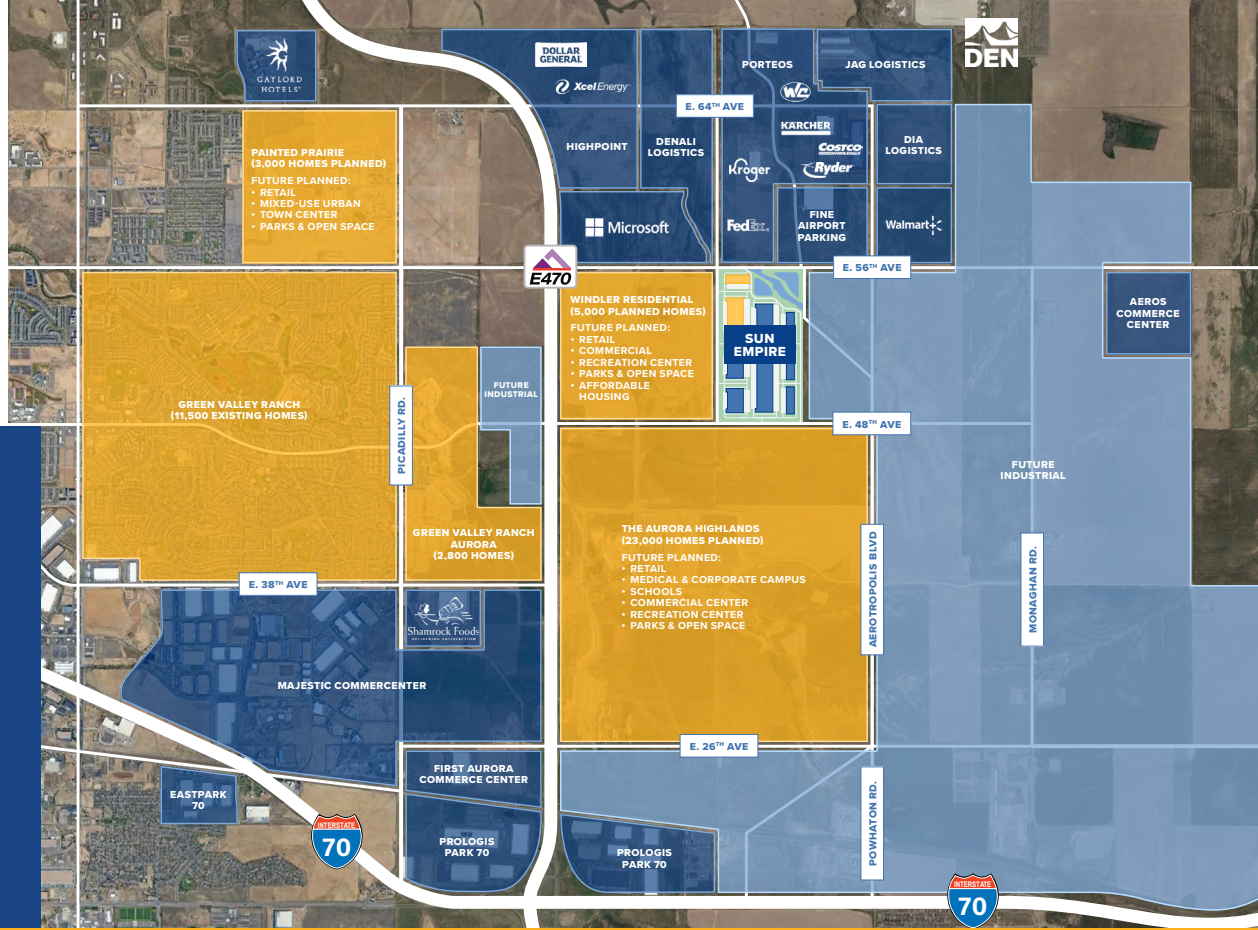 GAYLORD
HOTELS
DOLLAR
GENERAL
Xcel Energy
PORTEOS
JAG LOGISTICS
DEN
E. 64TH AVE
WC
KÄRCHER
COSTCO
WHOLESALE
Ryder
Kroger
HIGHPOINT
DENALI
LOGISTICS
DIA
LOGISTICS
PAINTED PRAIRIE
(3,000 HOMES PLANNED)
FUTURE PLANNED:
• RETAIL
• MIXED-USE URBAN
• TOWN CENTER
• PARKS & OPEN SPACE
Microsoft
FedEx
FINE
AIRPORT
PARKING
Walmart
E470
E. 56TH AVE
WINDLER RESIDENTIAL
(5,000 PLANNED HOMES)
FUTURE PLANNED:
• RETAIL
• COMMERCIAL
• RECREATION CENTER
• PARKS & OPEN SPACE
• AFFORDABLE
HOUSING
SUN
EMPIRE
AEROS
COMMERCE
CENTER
GREEN VALLEY RANCH
(11,500 EXISTING HOMES)
PICADILLY RD.
FUTURE
INDUSTRIAL
E. 48TH AVE
FUTURE
INDUSTRIAL
GREEN VALLEY RANCH
AURORA
(2,800 HOMES)
THE AURORA HIGHLANDS
(23,000 HOMES PLANNED)
FUTURE PLANNED:
• RETAIL
• MEDICAL & CORPORATE CAMPUS
• SCHOOLS
• COMMERCIAL CENTER
• RECREATION CENTER
• PARKS & OPEN SPACE
AEROTROPOLIS BLVD
MONAGHAN RD.
E. 38TH AVE
Shamrock Foods
DELIVERING SATISFACTION
MAJESTIC COMMERCENTER
E. 26TH AVE
FIRST AURORA
COMMERCE CENTER
EASTPARK
70
POWHATON RD.
INTERSTATE
70
PROLOGIS
PARK 70
PROLOGIS
PARK 70
INTERSTATE
70